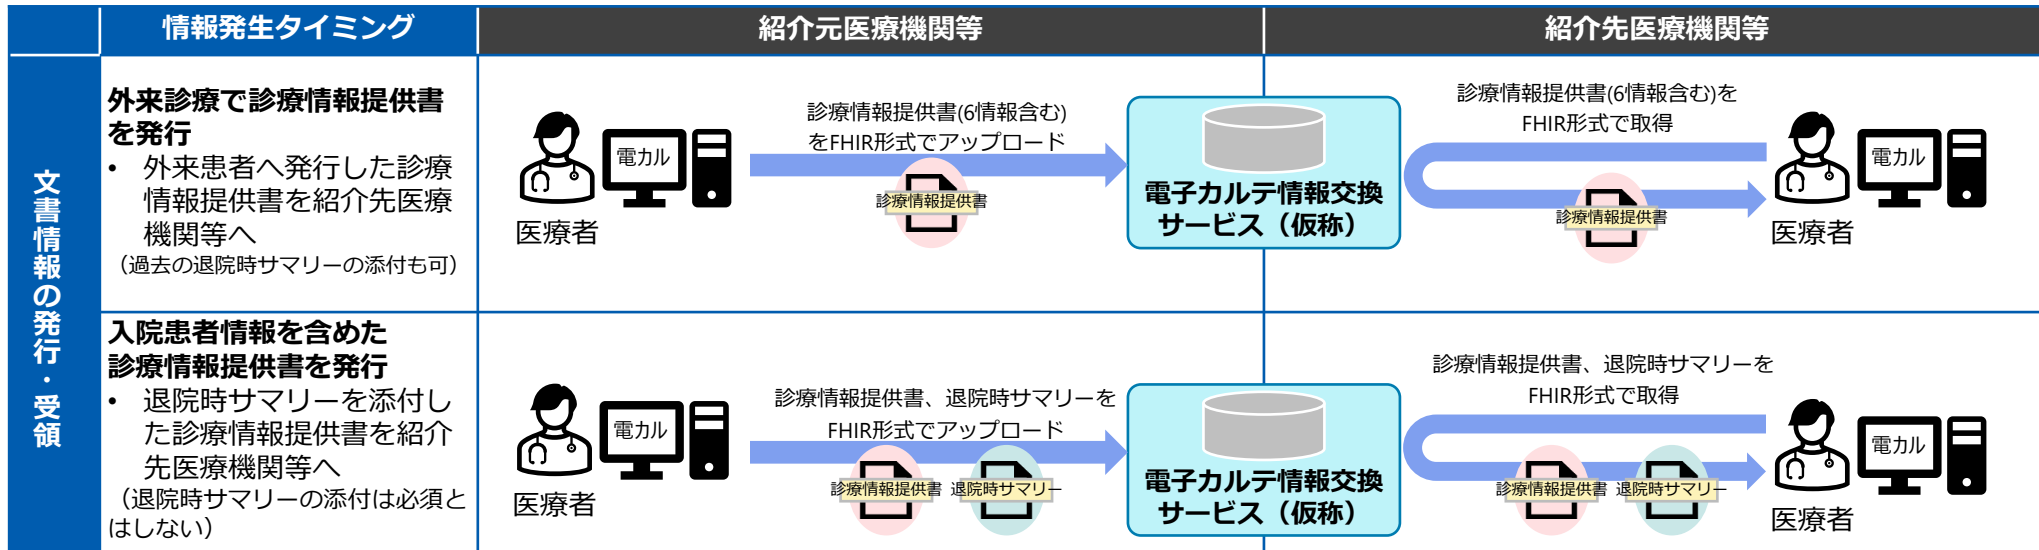 情報発生タイミング
紹介元医療機関等
紹介先医療機関等
文書情報の発行・受領
外来診療で診療情報提供書
を発行
• 外来患者へ発行した診療
情報提供書を紹介先医療
機関等へ
（過去の退院時サマリーの添付も可）
電カル
医療者
診療情報提供書(6情報含む)
をFHIR形式でアップロード
診療情報提供書
電子カルテ情報交換
サービス（仮称）
診療情報提供書(6情報含む)を
FHIR形式で取得
診療情報提供書
電カル
医療者
入院患者情報を含めた
診療情報提供書を発行
• 退院時サマリーを添付し
た診療情報提供書を紹介
先医療機関等へ
（退院時サマリーの添付は必須と
はしない）
電カル
医療者
診療情報提供書、退院時サマリーを
FHIR形式でアップロード
診療情報提供書 退院時サマリー
電子カルテ情報交換
サービス（仮称）
診療情報提供書、退院時サマリーを
FHIR形式で取得
診療情報提供書 退院時サマリー
電カル
医療者